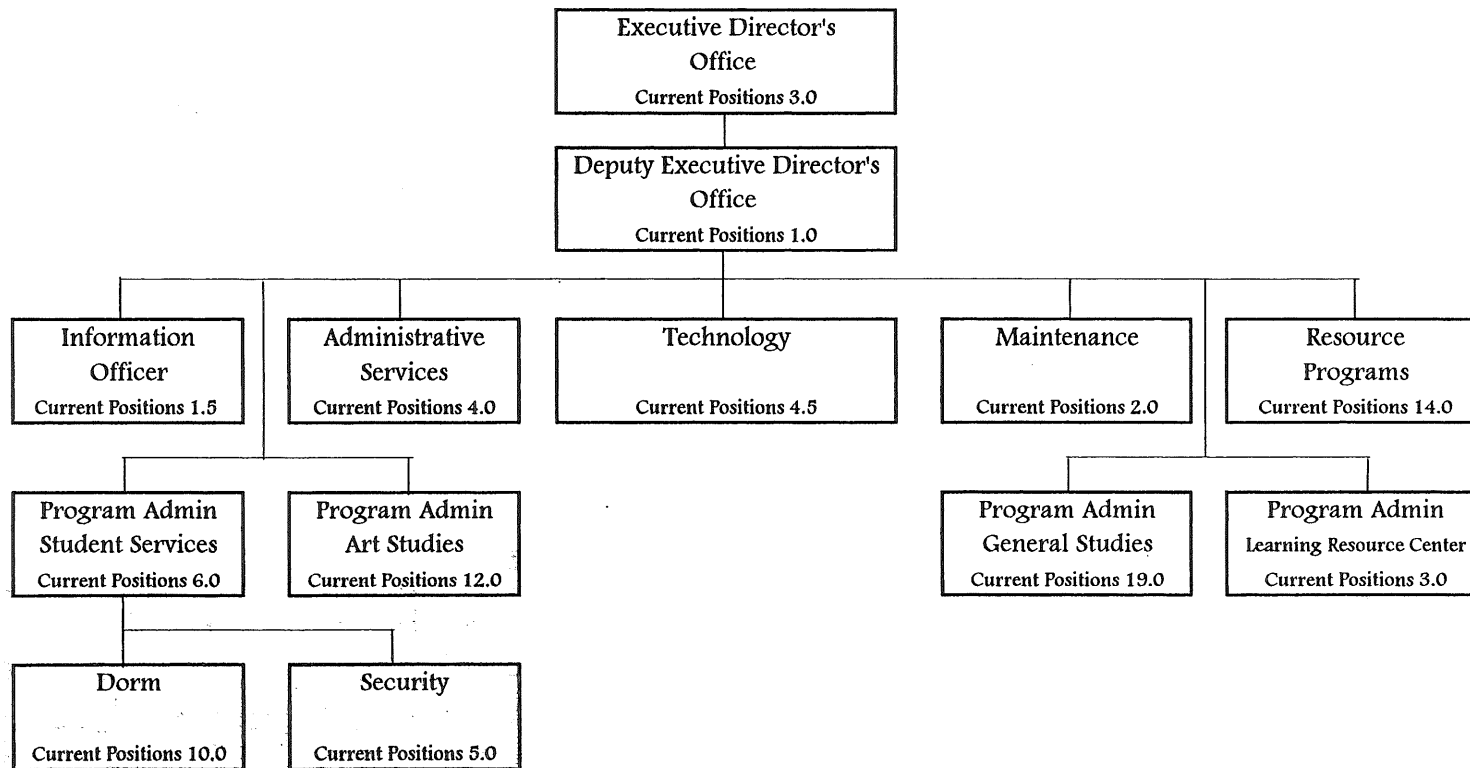 Executive Director's
Office
Current Positions 3.0
Deputy Executive Director's
Office
Current Positions 1.0
Information
Officer
Current Positions 1.5
Administrative
Services
Current Positions 4.0
Technology
Current Positions 4.5
Maintenance
Current Positions 2.0
Resource
Programs
Current Positions 14.0
Program Admin
Student Services
Current Positions 6.0
Program Admin
Art Studies
Current Positions 12.0
Program Admin
General Studies
Current Positions 19.0
Program Admin
Learning Resource Center
Current Positions 3.0
Dorm
Current Positions 10.0
Security
Current Positions 5.0